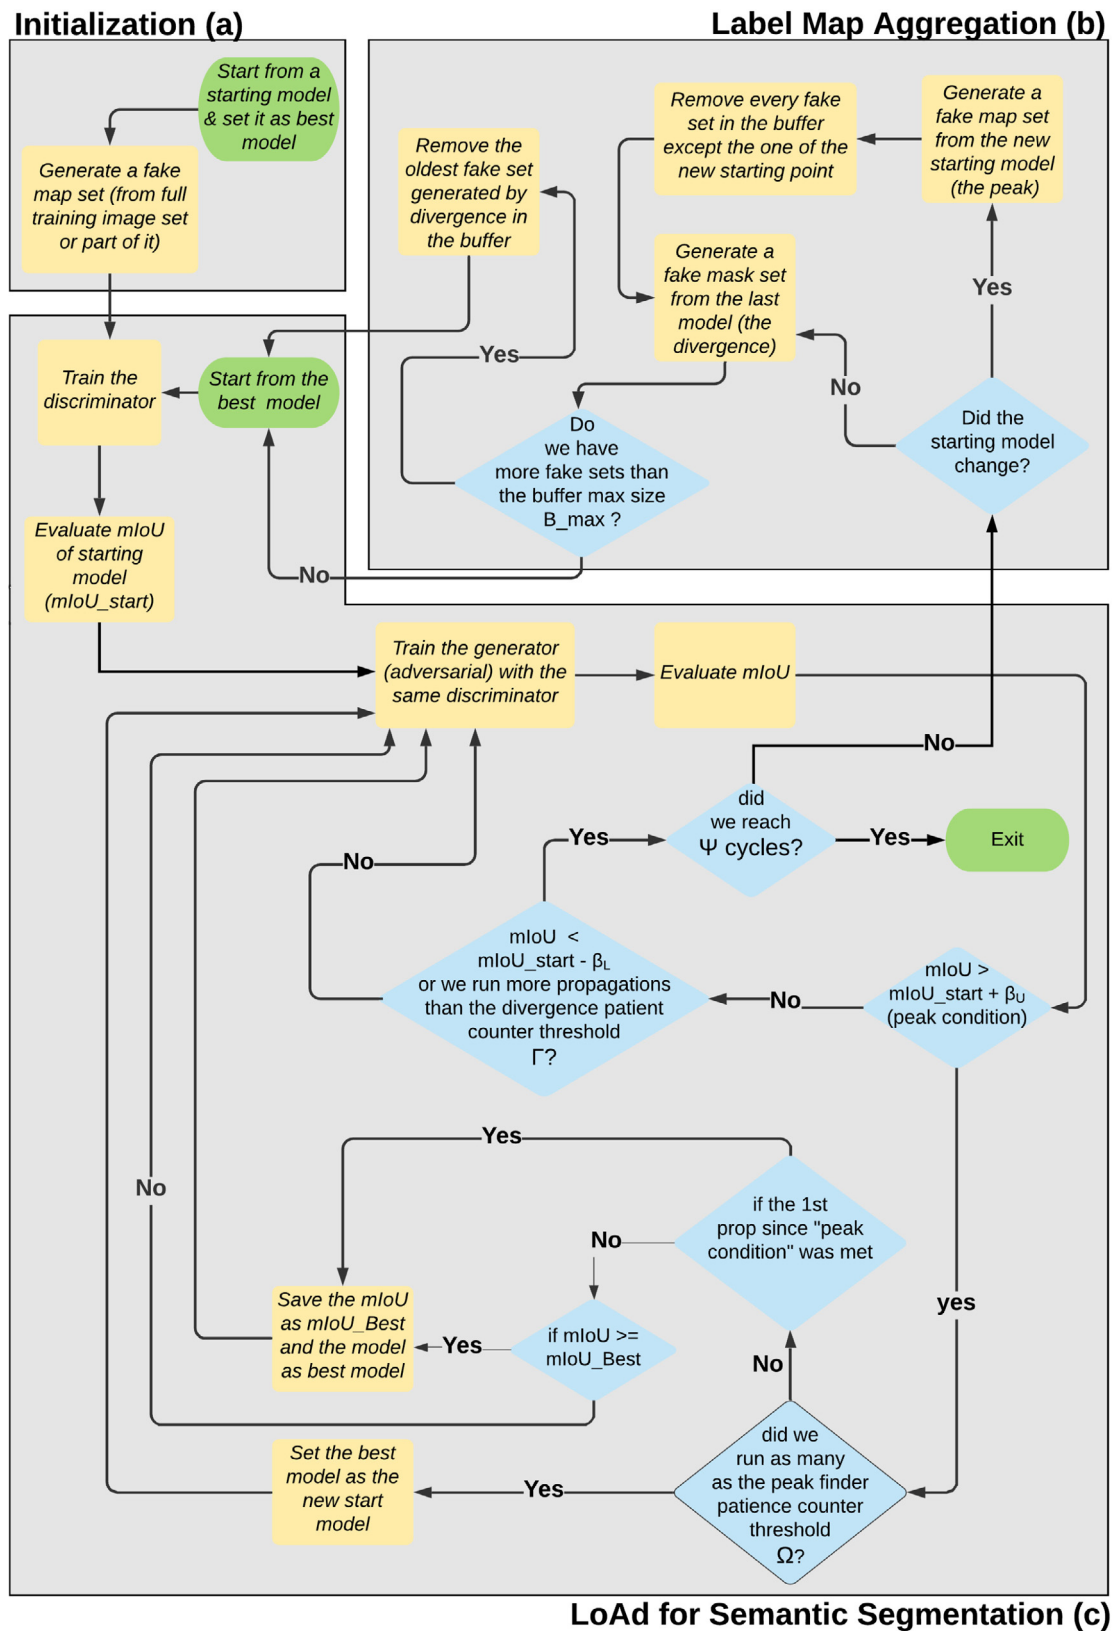 Initialization (a)
Label Map Aggregation (b)
Start from a
starting model
& set it as best
model
Generate a fake
map set (from full
training image set
or part of it)
Remove the
oldest fake set
generated by
divergence in
the buffer
Remove every fake
set in the buffer
except the one of the
new starting point
Generate a
fake map set
from the new
starting model
(the peak)
Generate a
fake mask set
from the last
model (the
divergence)
Yes
Yes
No
Did the
starting model
change?
Do
we have
more fake sets than
the buffer max size
B_max ?
No
Train the
discriminator
Start from the
best model
Evaluate mIoU
of starting
model
(mIoU_start)
Train the generator
(adversarial) with the
same discriminator
Evaluate mIoU
No
did
we reach
Ψ cycles?
Yes
Yes
Exit
No
mIoU <
mIoU_start - β_L
or we run more propagations
than the divergence patient
counter threshold
Γ?
No
mIoU >
mIoU_start + β_U
(peak condition)
Yes
No
if the 1st
prop since "peak
condition" was met
No
yes
Save the mIoU
as mIoU_Best
and the model
as best model
Yes
if mIoU >=
mIoU_Best
No
Set the best
model as the
new start
model
Yes
did we
run as many
as the peak finder
patience counter
threshold
Ω?
LoAd for Semantic Segmentation (c)